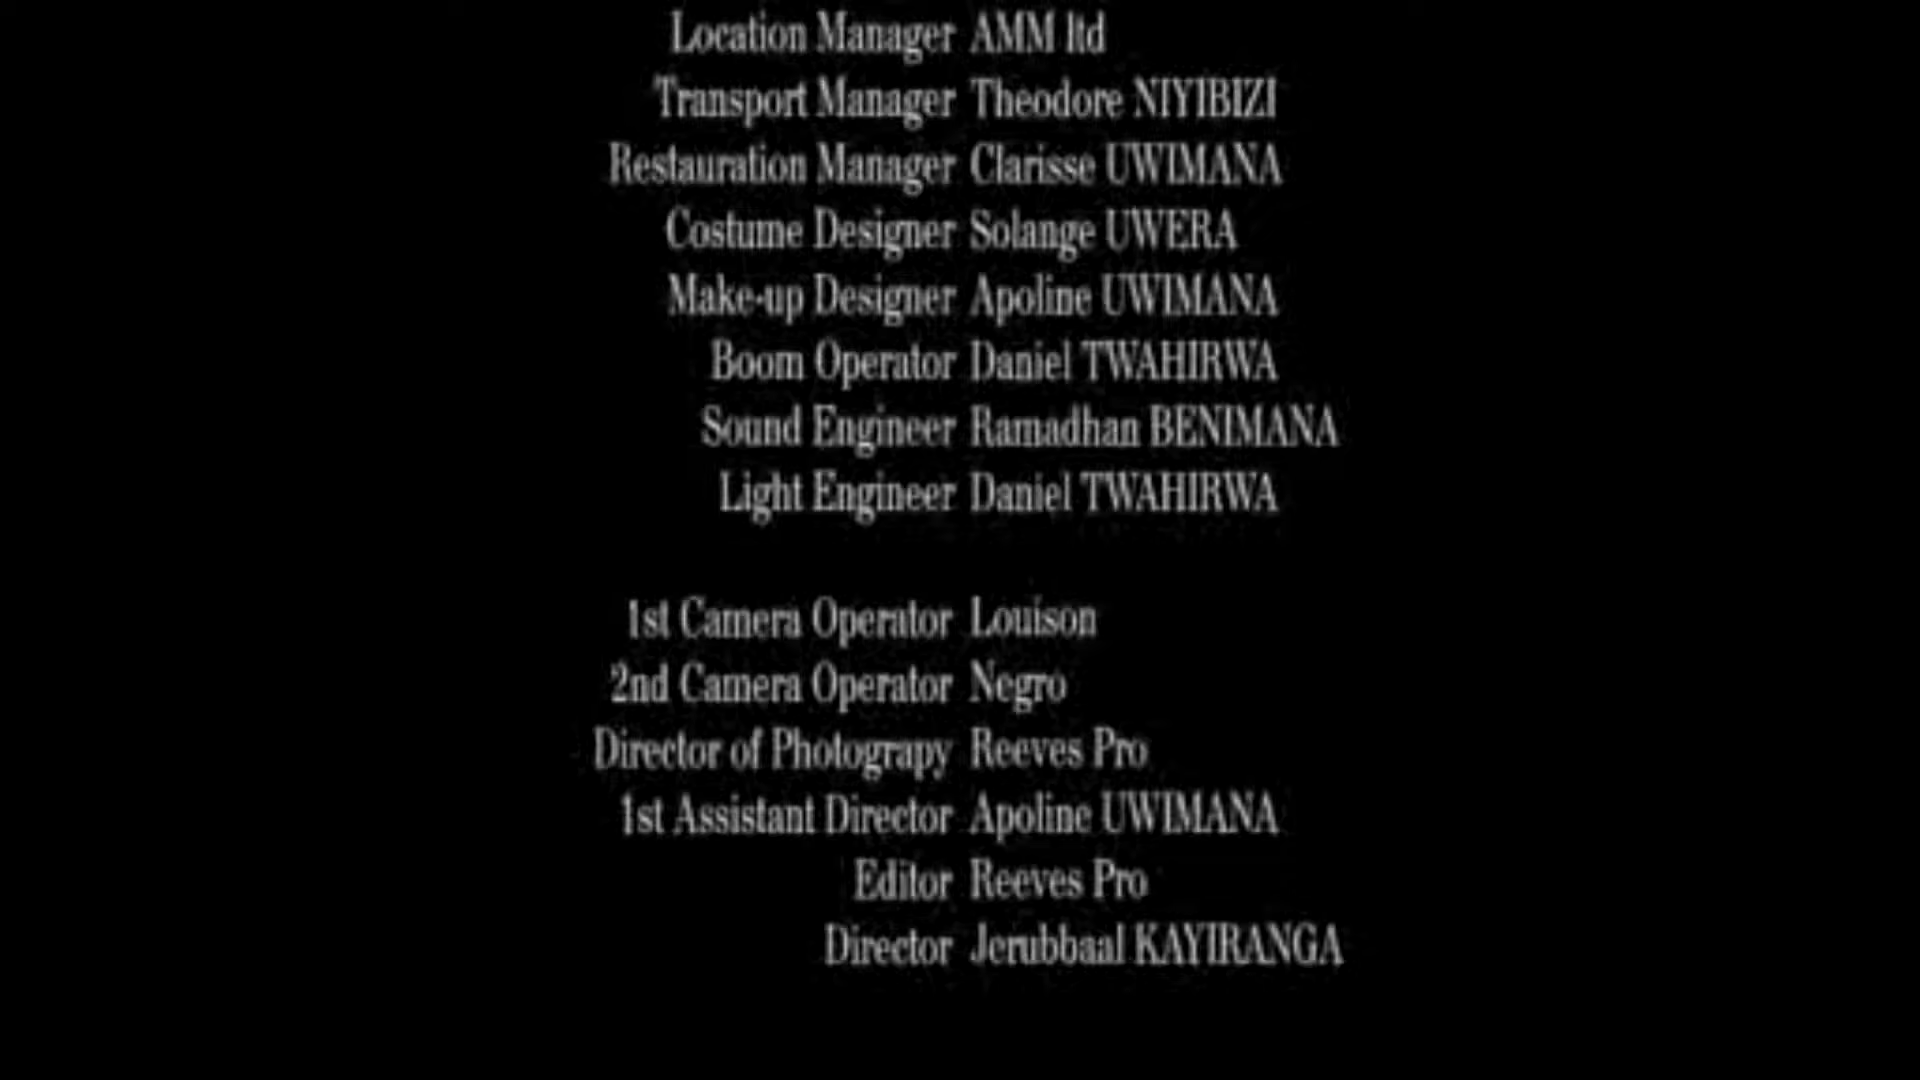 Location Manager AMM ltd
Transport Manager Theodore NIYIBIZI
Restauration Manager Clarisse UWIMANA
Costume Designer Solange UWERA
Make-up Designer Apoline UWIMANA
Boom Operator Daniel TWAHIRWA
Sound Engineer Ramadhan BENIMANA
Light Engineer Daniel TWAHIRWA
1st Camera Operator Louison
2nd Camera Operator Negro
Director of Photograpy Reeves Pro
1st Assistant Director Apoline UWIMANA
Editor Reeves Pro
Director Jerubbaal KAYIRANGA